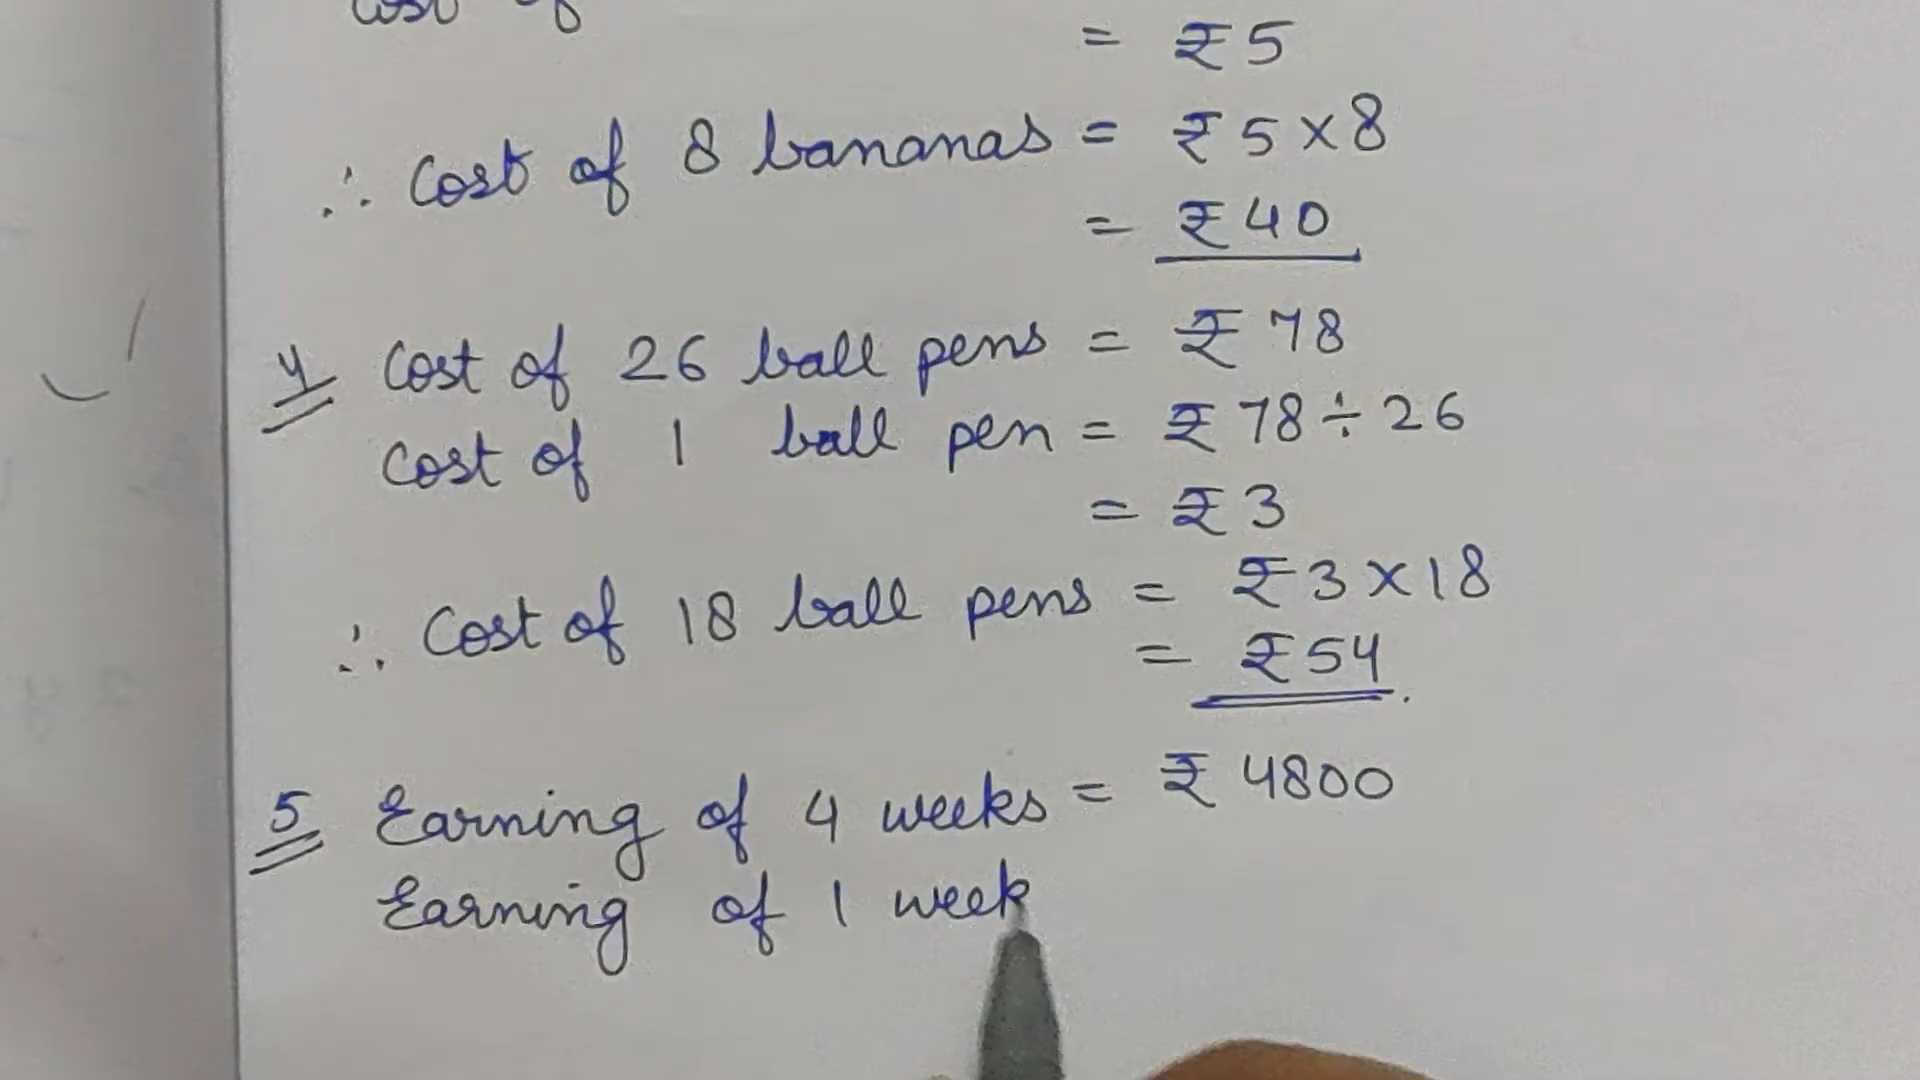 Cost of
= ₹5
∴ Cost of 8 bananas = ₹5×8
= ₹40
4 Cost of 26 ball pens = ₹78
Cost of 1 ball pen = ₹78÷26
= ₹3
∴ Cost of 18 ball pens = ₹3×18
= ₹54.
5 Earning of 4 weeks = ₹4800
Earning of 1 week